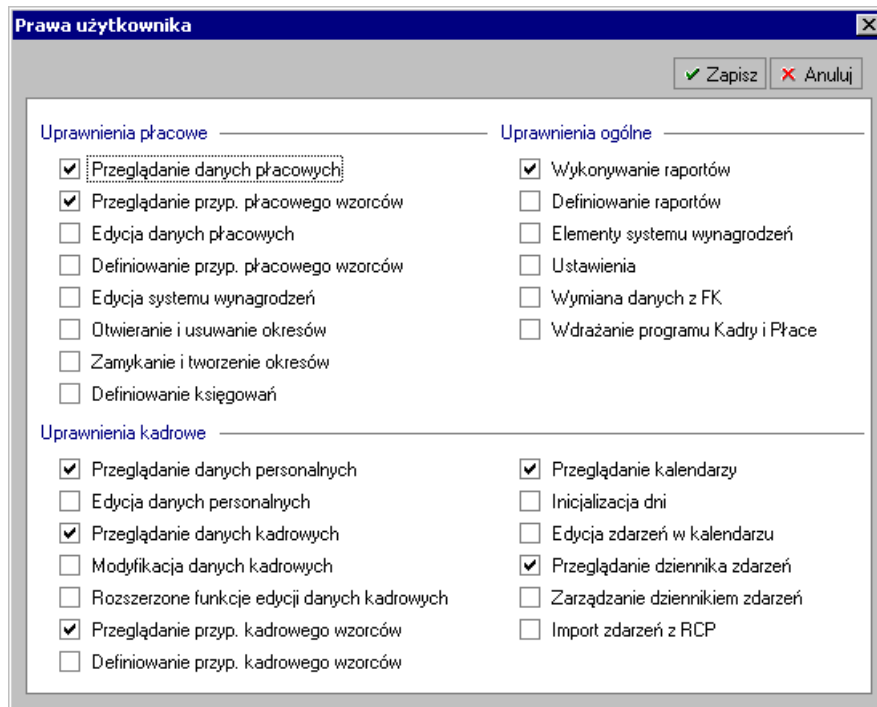 Prawa użytkownika
Zapisz
Anuluj
Uprawnienia płacowe
Przeglądanie danych płacowych
Przeglądanie przyp. płacowego wzorców
Edycja danych płacowych
Definiowanie przyp. płacowego wzorców
Edycja systemu wynagrodzeń
Otwieranie i usuwanie okresów
Zamykanie i tworzenie okresów
Definiowanie księgowań
Uprawnienia ogólne
Wykonywanie raportów
Definiowanie raportów
Elementy systemu wynagrodzeń
Ustawienia
Wymiana danych z FK
Wdrażanie programu Kadry i Płace
Uprawnienia kadrowe
Przeglądanie danych personalnych
Edycja danych personalnych
Przeglądanie danych kadrowych
Modyfikacja danych kadrowych
Rozszerzone funkcje edycji danych kadrowych
Przeglądanie przyp. kadrowego wzorców
Definiowanie przyp. kadrowego wzorców
Przeglądanie kalendarzy
Inicjalizacja dni
Edycja zdarzeń w kalendarzu
Przeglądanie dziennika zdarzeń
Zarządzanie dziennikiem zdarzeń
Import zdarzeń z RCP